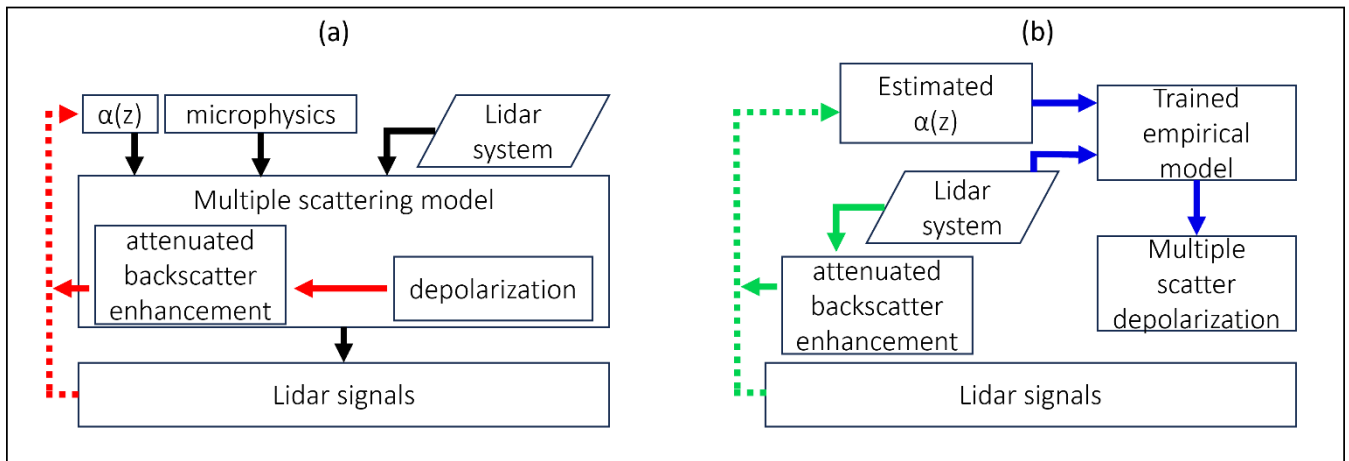 (a)
α(z)
microphysics
Lidar
system
Multiple scattering model
attenuated
backscatter
enhancement
depolarization
Lidar signals
(b)
Estimated
α(z)
Trained
empirical
model
Lidar
system
attenuated
backscatter
enhancement
Multiple
scatter
depolarization
Lidar signals